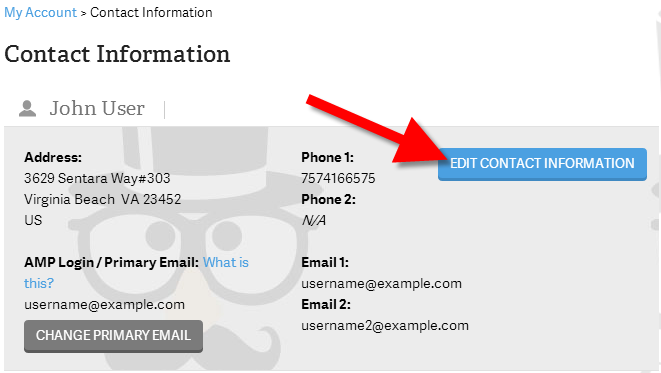 My Account > Contact Information
Contact Information
John User
Address:
3629 Sentara Way#303
Virginia Beach VA 23452
US
AMP Login / Primary Email: What is
this?
username@example.com
CHANGE PRIMARY EMAIL
Phone 1:
7574166575
Phone 2:
N/A
Email 1:
username@example.com
Email 2:
username2@example.com
EDIT CONTACT INFORMATION